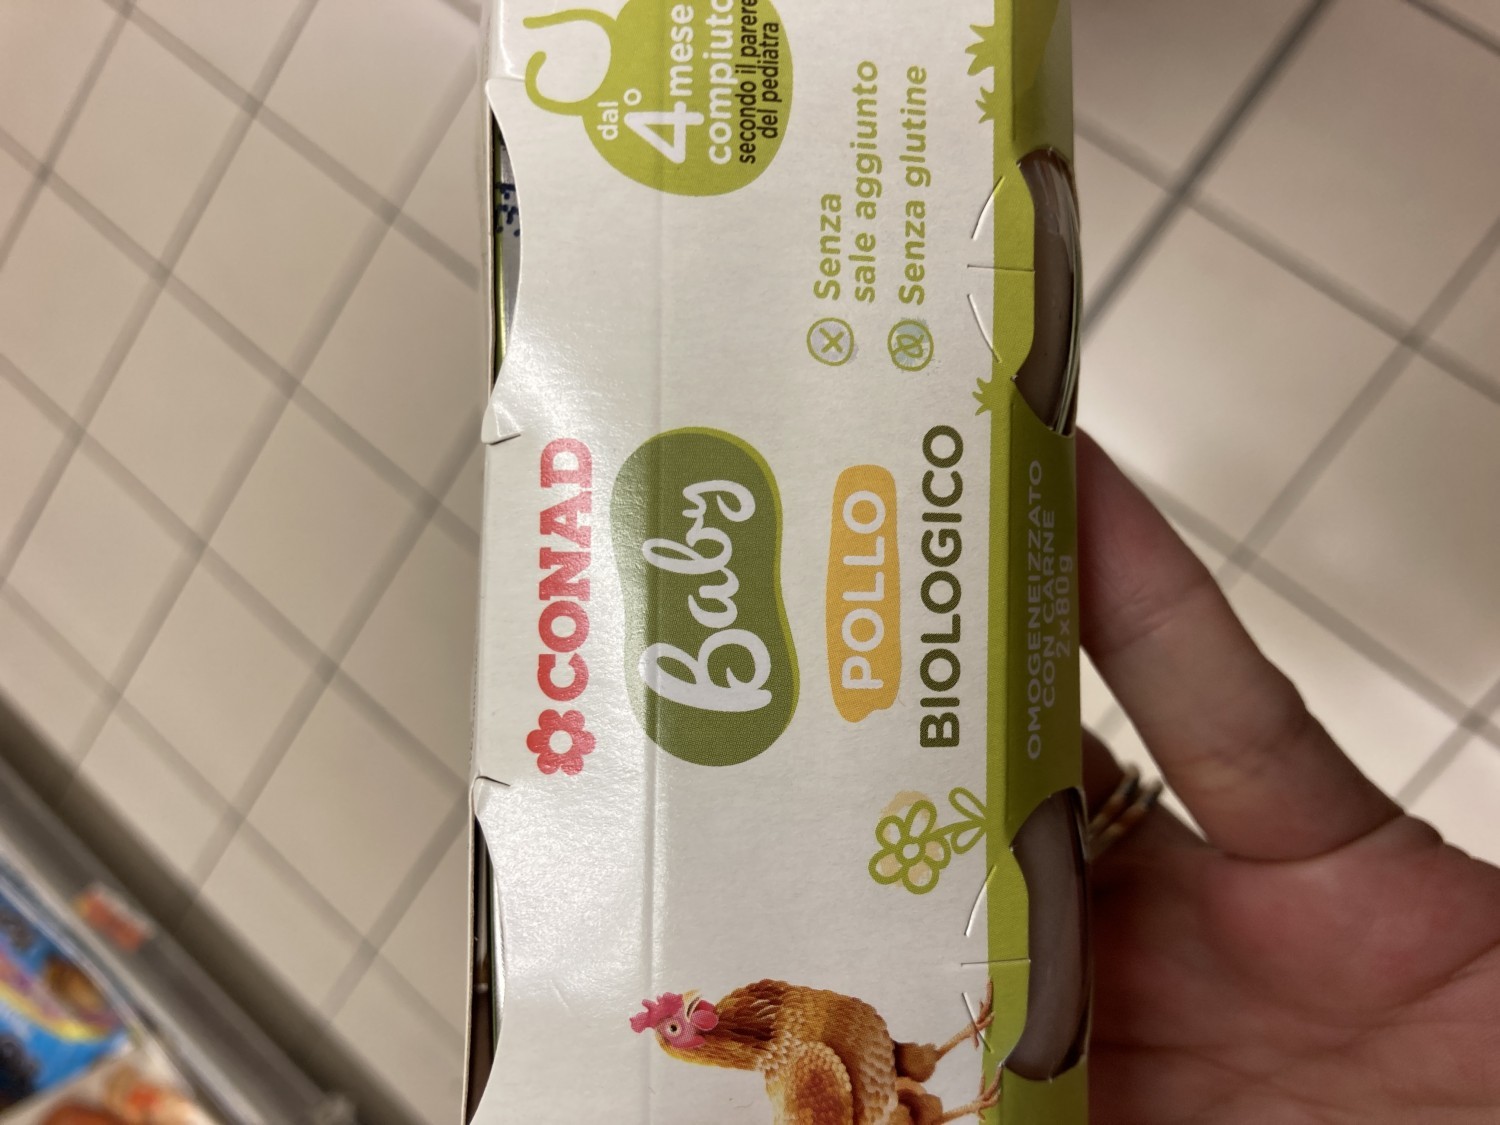 CONAD
Baby
POLLO
BIOLOGICO
dal
4° mese
compiuto
secondo il parere
del pediatra
Senza
sale aggiunto
Senza glutine
OMOGENEIZZATO
CON CARNE
2x80g